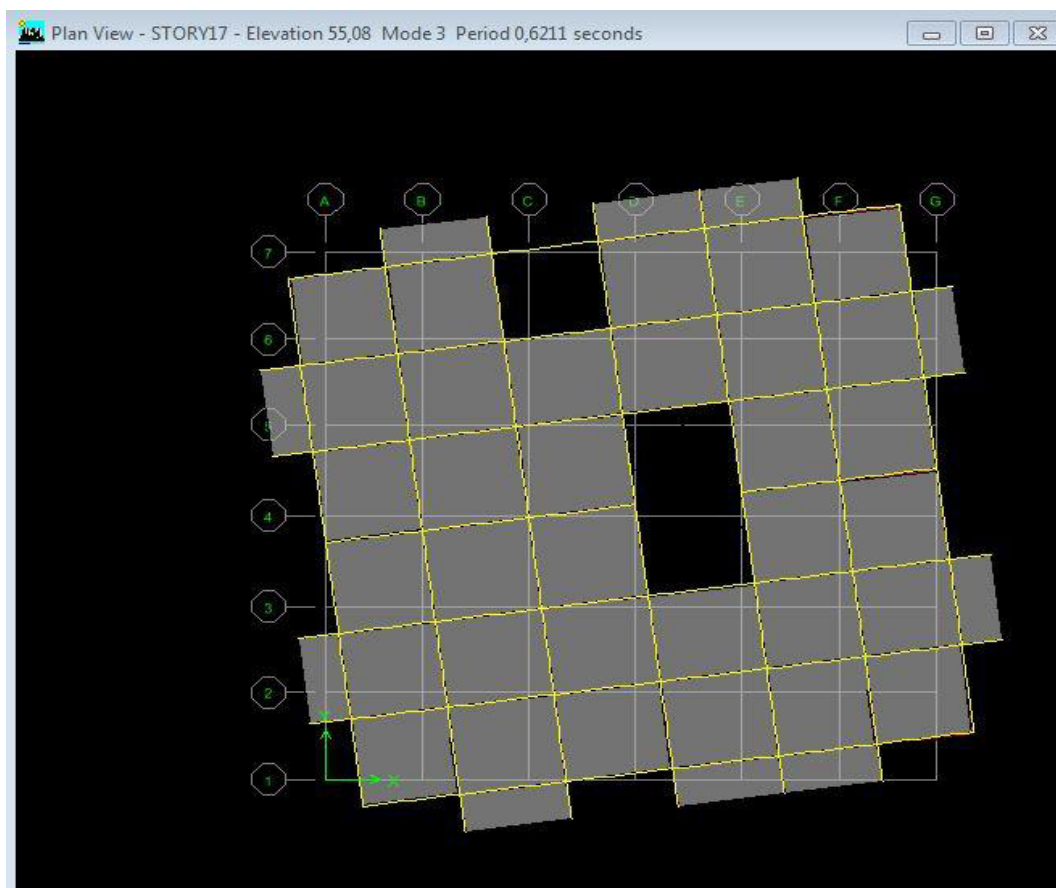 Plan View - STORY17 - Elevation 55,08 Mode 3 Period 0,6211 seconds
A B C D E F G
7
6
5
4
3
2
Y
1 X